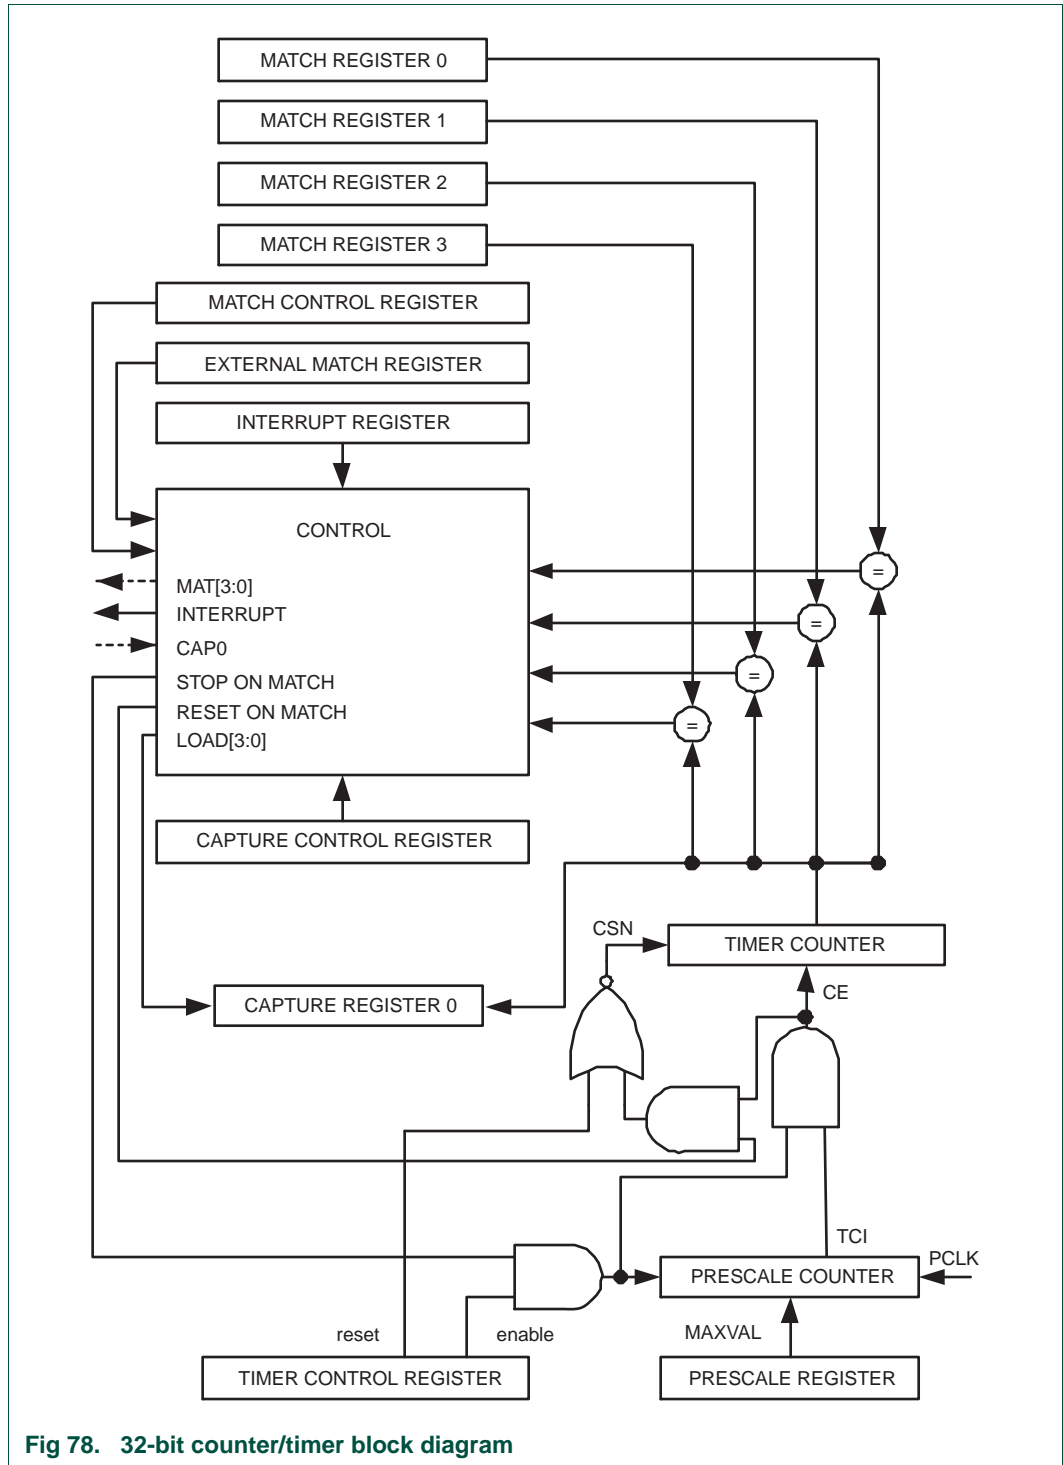 MATCH REGISTER 0
MATCH REGISTER 1
MATCH REGISTER 2
MATCH REGISTER 3
MATCH CONTROL REGISTER
EXTERNAL MATCH REGISTER
INTERRUPT REGISTER
CONTROL
=
MAT[3:0]
INTERRUPT
=
CAP0
STOP ON MATCH
=
RESET ON MATCH
=
LOAD[3:0]
CAPTURE CONTROL REGISTER
CSN
TIMER COUNTER
CE
CAPTURE REGISTER 0
TCI
PCLK
PRESCALE COUNTER
reset
enable
MAXVAL
TIMER CONTROL REGISTER
PRESCALE REGISTER
Fig 78. 32-bit counter/timer block diagram